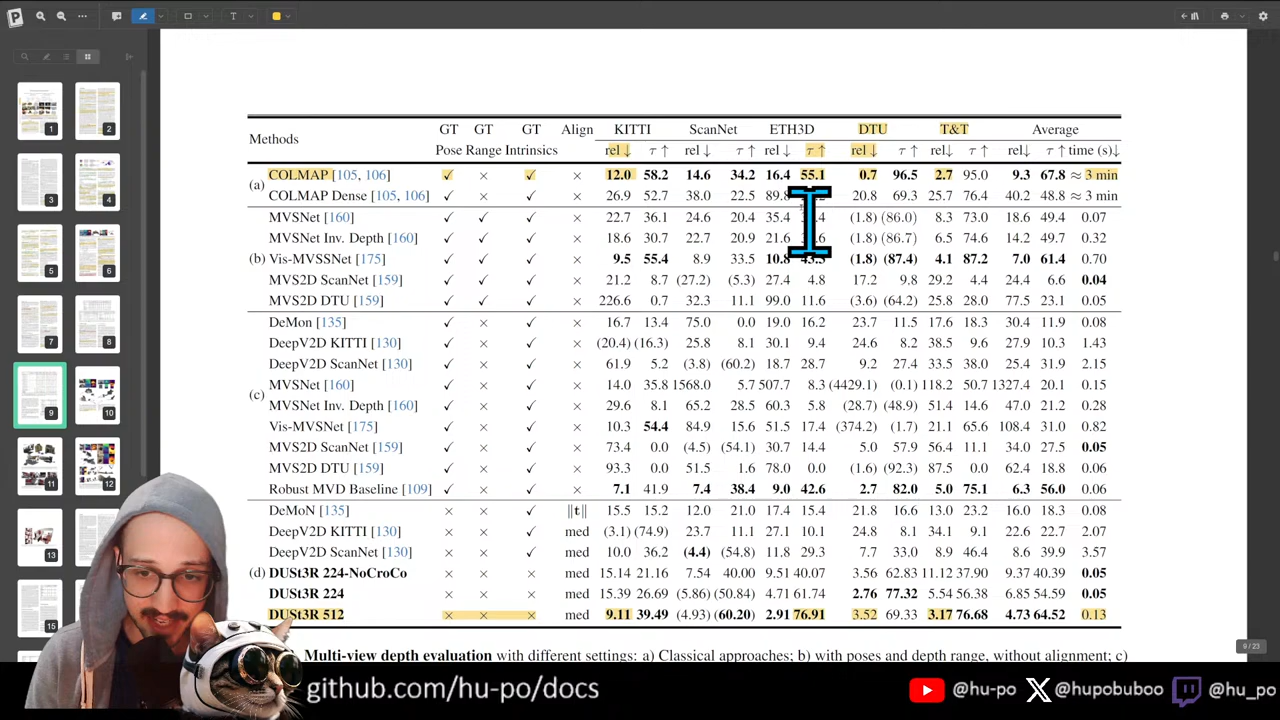 Methods GT GT GT Align KITTI ScanNet ETH3D DTU T&T Average
Pose Range Intrinsics rel ↓ τ ↑ rel ↓ τ ↑ rel ↓ τ ↑ rel ↓ τ ↑ rel ↓ τ ↑ rel↓ τ ↑ time (s)↓
(a) COLMAP [105, 106] ✓ × ✓ × 12.0 58.2 14.6 34.2 16.4 55.1 0.7 96.5 2.7 95.0 9.3 67.8 ≈ 3 min
COLMAP Dense [105, 106] ✓ × ✓ × 26.9 52.7 38.0 22.5 20.8 69.3 25.7 76.4 40.2 48.8 ≈ 3 min
(b) MVSNet [160] ✓ ✓ ✓ × 22.7 36.1 24.6 20.4 35.4 (1.8) (86.0) 8.3 73.0 18.6 49.4 0.07
MVSNet Inv. Depth [160] ✓ ✓ ✓ × 18.6 30.7 22.7 20.9 21.6 (1.8) (86.7) 6.5 74.6 14.2 49.7 0.32
Vis-MVSSNet [175] ✓ ✓ ✓ × 9.5 55.4 8.9 33.5 10.8 (1.8) (87.4) 4.1 87.2 7.0 61.4 0.70
MVS2D ScanNet [159] ✓ ✓ ✓ × 21.2 8.7 (27.2) (5.3) 27.4 4.8 17.2 9.8 29.2 4.4 24.4 6.6 0.04
MVS2D DTU [159] ✓ ✓ ✓ × 226.6 0.7 32.3 11.1 99.0 11.6 (3.6) (64.2) 25.8 28.0 77.5 23.1 0.05
(c) DeMon [135] ✓ × ✓ × 16.7 13.4 75.0 0.0 19.0 16.2 23.7 11.5 17.6 18.3 30.4 11.9 0.08
DeepV2D KITTI [130] ✓ × ✓ × (20.4) (16.3) 25.8 8.1 30.1 9.4 24.6 8.2 38.5 9.6 27.9 10.3 1.43
DeepV2D ScanNet [130] ✓ × ✓ × 61.9 5.2 (3.8) (60.2) 18.7 28.7 9.2 27.4 33.5 38.0 25.4 31.9 2.15
MVSNet [160] ✓ × ✓ × 14.0 35.8 1568.0 5.7 507.7 8.3 (4429.1) (0.1) 118.2 50.7 1327.4 20.1 0.15
MVSNet Inv. Depth [160] ✓ × ✓ × 29.6 8.1 65.2 28.5 60.3 5.8 (28.7) (48.9) 51.4 14.6 47.0 21.2 0.28
Vis-MVSNet [175] ✓ × ✓ × 10.3 54.4 84.9 15.6 51.5 17.4 (374.2) (1.7) 21.1 65.6 108.4 31.0 0.82
MVS2D ScanNet [159] ✓ × ✓ × 73.4 0.0 (4.5) (54.1) 30.7 14.4 5.0 57.9 56.4 11.1 34.0 27.5 0.05
MVS2D DTU [159] ✓ × ✓ × 93.3 0.0 51.5 78.0 0.0 (1.6) (92.3) 87.5 0.0 62.4 18.8 0.06
Robust MVD Baseline [109] ✓ × ✓ × 7.1 41.9 7.4 38.4 9.0 42.6 2.7 82.0 5.0 75.1 6.3 56.0 0.06
(d) DeMoN [135] × × ✓ ‖t‖ 15.5 15.2 12.0 21.0 17.4 15.4 21.8 16.6 13.0 23.2 16.0 18.3 0.08
DeepV2D KITTI [130] × × ✓ med (3.1) (74.9) 23.7 11.1 27.1 10.1 24.8 8.1 34.1 9.1 22.6 22.7 2.07
DeepV2D ScanNet [130] × × ✓ med 10.0 36.2 (4.4) (54.8) 11.8 29.3 7.7 33.0 8.9 46.4 8.6 39.9 3.57
DUSt3R 224-NoCroCo × × × med 15.14 21.16 7.54 40.00 9.51 40.07 3.56 62.83 11.12 37.90 9.37 40.39 0.05
DUSt3R 224 × × × med 15.39 26.69 (5.86) (50.84) 4.71 61.74 2.76 77.32 5.54 56.38 6.85 54.59 0.05
DUSt3R 512 × × × med 9.11 39.49 (4.93) (60.20) 2.91 76.91 3.52 69.33 3.17 76.68 4.73 64.52 0.13
Multi-view depth evaluation with different settings: a) Classical approaches; b) with poses and depth range, without alignment; c)
1
2
3
4
5
6
7
8
9
10
11
12
13
15
9 / 23
github.com/hu-po/docs
@hu-po
@hupobuboo
@hu_po